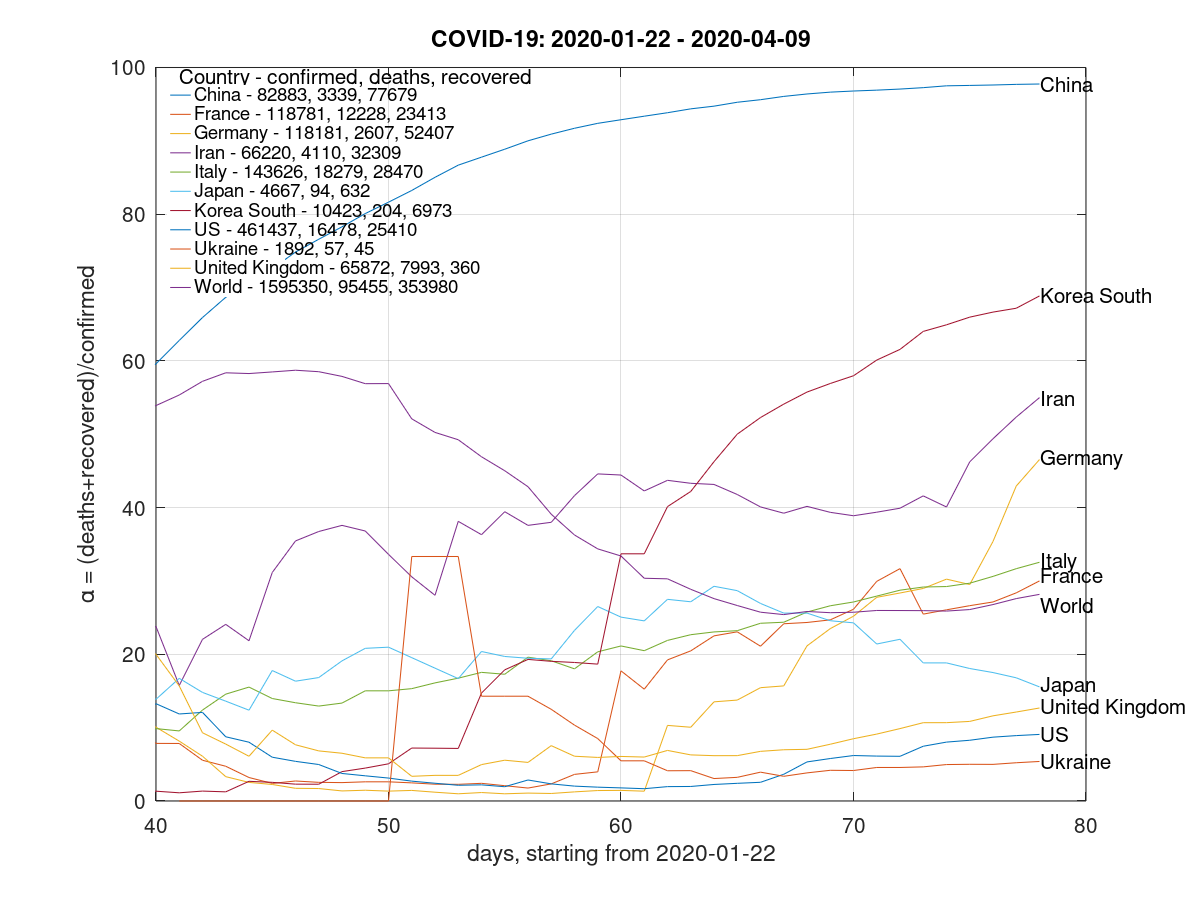 COVID-19: 2020-01-22 - 2020-04-09
100
80
60
40
20
0
α = (deaths+recovered)/confirmed
Country - confirmed, deaths, recovered
China - 82883, 3339, 77679
France - 118781, 12228, 23413
Germany - 118181, 2607, 52407
Iran - 66220, 4110, 32309
Italy - 143626, 18279, 28470
Japan - 4667, 94, 632
Korea South - 10423, 204, 6973
US - 461437, 16478, 25410
Ukraine - 1892, 57, 45
United Kingdom - 65872, 7993, 360
World - 1595350, 95455, 353980
China
Korea South
Iran
Germany
Italy
France
World
Japan
United Kingdom
US
Ukraine
40 50 60 70 80
days, starting from 2020-01-22